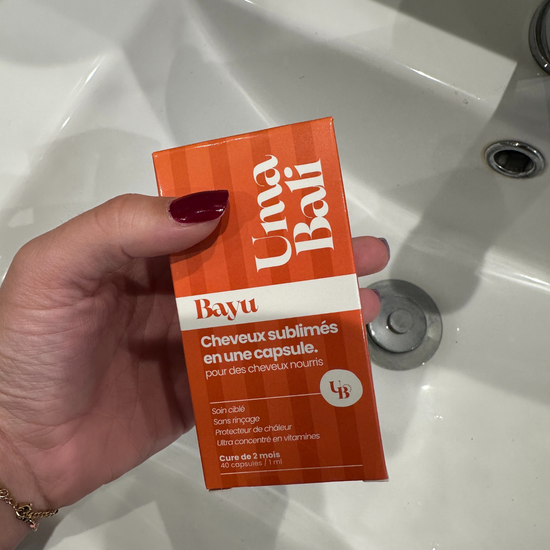 Uma
Bali
Bayu
Cheveux sublimés
en une capsule.
pour des cheveux nourris
UB
Soin ciblé
Sans rinçage
Protecteur de chaleur
Ultra concentré en vitamines
Cure de 2 mois
40 capsules | 1 ml